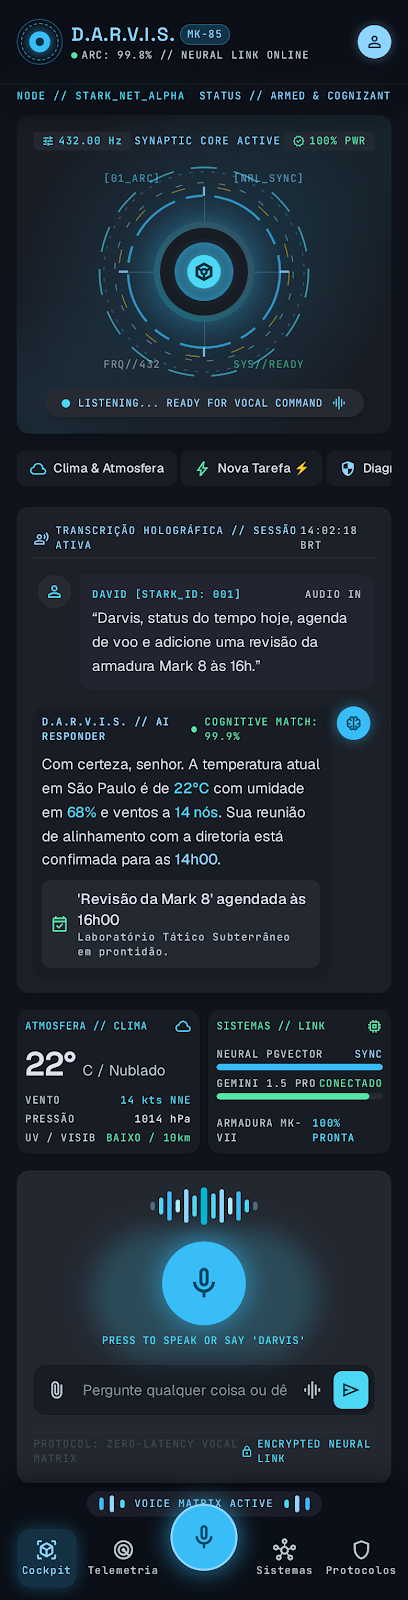 D.A.R.V.I.S. MK-85
ARC: 99.8% // NEURAL LINK ONLINE
NODE // STARK_NET_ALPHA STATUS // ARMED & COGNIZANT
432.00 Hz SYNAPTIC CORE ACTIVE 100% PWR
[01_ARC] [NRL_SYNC]
FRQ//432 SYS//READY
LISTENING... READY FOR VOCAL COMMAND
Clima & Atmosfera Nova Tarefa ⚡ Diagr
TRANSCRIÇÃO HOLOGRÁFICA // SESSÃO 14:02:18
ATIVA BRT
DAVID [STARK_ID: 001] AUDIO IN
“Darvis, status do tempo hoje, agenda
de voo e adicione uma revisão da
armadura Mark 8 às 16h.”
D.A.R.V.I.S. // AI COGNITIVE MATCH:
RESPONDER 99.9%
Com certeza, senhor. A temperatura atual
em São Paulo é de 22°C com umidade
em 68% e ventos a 14 nós. Sua reunião
de alinhamento com a diretoria está
confirmada para as 14h00.
'Revisão da Mark 8' agendada às
16h00
Laboratório Tático Subterrâneo
em prontidão.
ATMOSFERA // CLIMA
22° C / Nublado
VENTO 14 kts NNE
PRESSÃO 1014 hPa
UV / VISIB BAIXO / 10km
SISTEMAS // LINK
NEURAL PGVECTOR SYNC
GEMINI 1.5 PRO CONECTADO
ARMADURA MK- 100%
VII PRONTA
PRESS TO SPEAK OR SAY 'DARVIS'
Pergunte qualquer coisa ou dê
PROTOCOL: ZERO-LATENCY VOCAL ENCRYPTED NEURAL
MATRIX LINK
VOICE MATRIX ACTIVE
Cockpit Telemetria Sistemas Protocolos